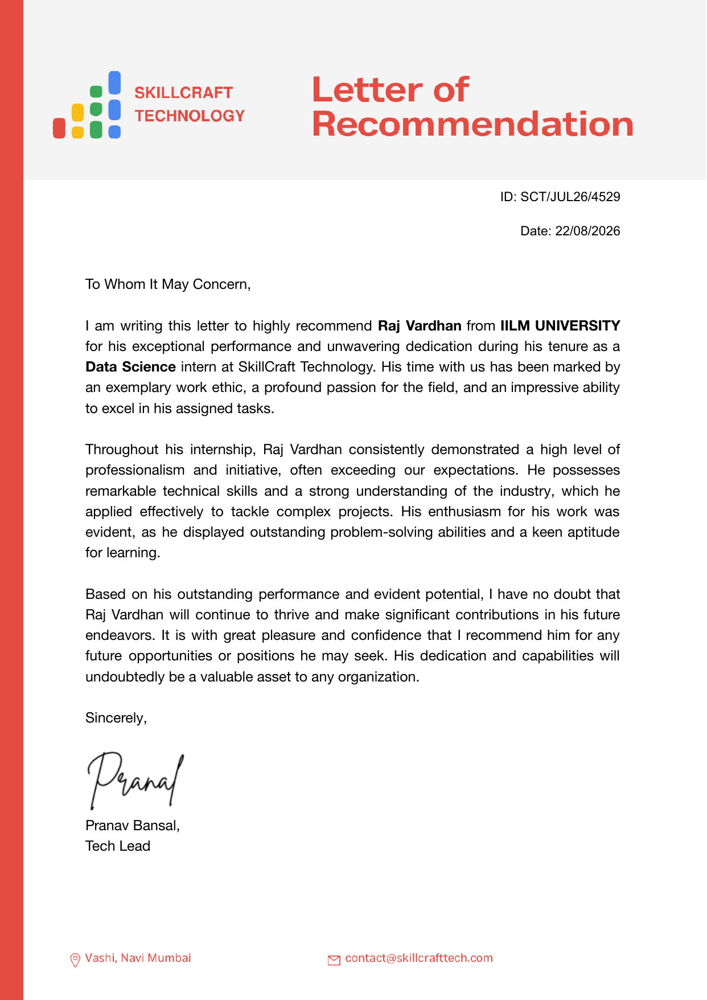 SKILLCRAFT
TECHNOLOGY
Letter of
Recommendation
ID: SCT/JUL26/4529
Date: 22/08/2026
To Whom It May Concern,
I am writing this letter to highly recommend Raj Vardhan from IILM UNIVERSITY
for his exceptional performance and unwavering dedication during his tenure as a
Data Science intern at SkillCraft Technology. His time with us has been marked by
an exemplary work ethic, a profound passion for the field, and an impressive ability
to excel in his assigned tasks.
Throughout his internship, Raj Vardhan consistently demonstrated a high level of
professionalism and initiative, often exceeding our expectations. He possesses
remarkable technical skills and a strong understanding of the industry, which he
applied effectively to tackle complex projects. His enthusiasm for his work was
evident, as he displayed outstanding problem-solving abilities and a keen aptitude
for learning.
Based on his outstanding performance and evident potential, I have no doubt that
Raj Vardhan will continue to thrive and make significant contributions in his future
endeavors. It is with great pleasure and confidence that I recommend him for any
future opportunities or positions he may seek. His dedication and capabilities will
undoubtedly be a valuable asset to any organization.
Sincerely,
Pranal
Pranav Bansal,
Tech Lead
Vashi, Navi Mumbai
contact@skillcrafttech.com